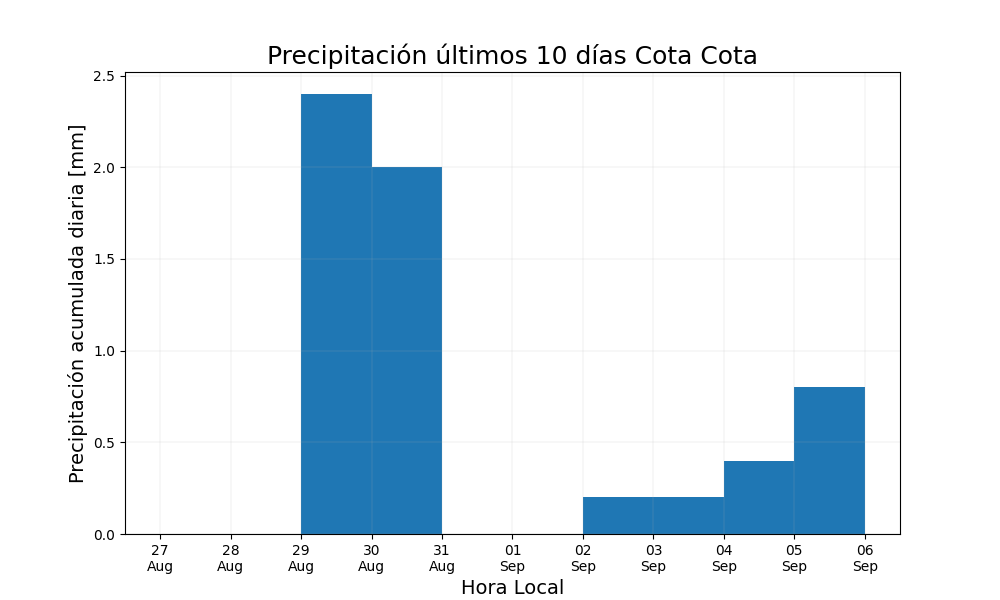 Precipitación últimos 10 días Cota Cota
Precipitación acumulada diaria [mm]
2.5
2.0
1.5
1.0
0.5
0.0
27 28 29 30 31 01 02 03 04 05 06
Aug Aug Aug Aug Aug Sep Sep Sep Sep Sep Sep
Hora Local